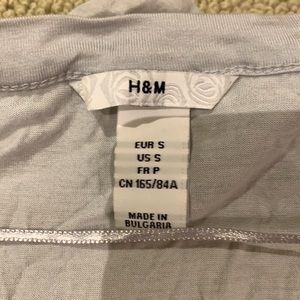 H&M
EUR S
US S
FR P
CN 165/84A
MADE IN
BULGARIA